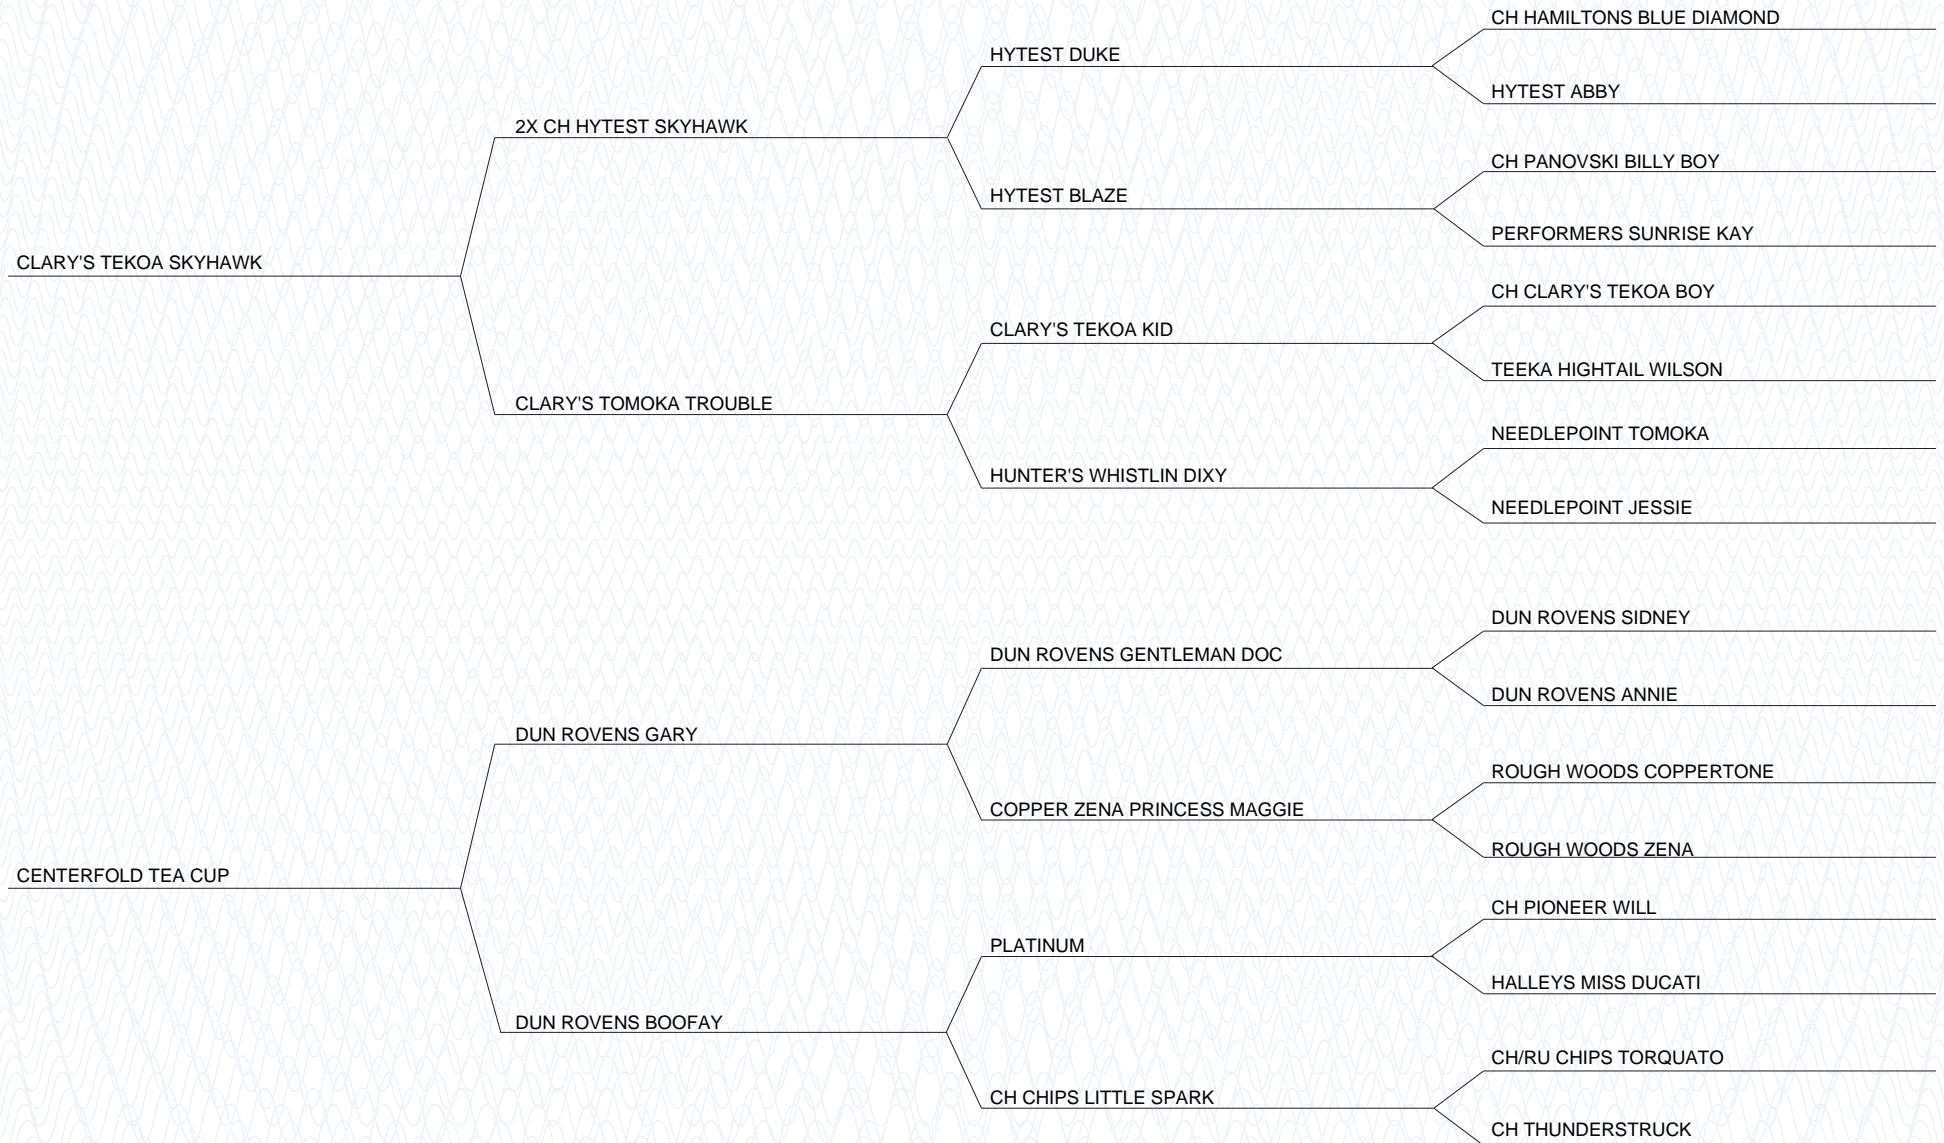 CH HAMILTONS BLUE DIAMOND
HYTEST DUKE
HYTEST ABBY
2X CH HYTEST SKYHAWK
CH PANOVSKI BILLY BOY
HYTEST BLAZE
PERFORMERS SUNRISE KAY
CLARY'S TEKOA SKYHAWK
CH CLARY'S TEKOA BOY
CLARY'S TEKOA KID
TEEKA HIGHTAIL WILSON
CLARY'S TOMOKA TROUBLE
NEEDLEPOINT TOMOKA
HUNTER'S WHISTLIN DIXY
NEEDLEPOINT JESSIE
DUN ROVENS SIDNEY
DUN ROVENS GENTLEMAN DOC
DUN ROVENS ANNIE
DUN ROVENS GARY
ROUGH WOODS COPPERTONE
COPPER ZENA PRINCESS MAGGIE
ROUGH WOODS ZENA
CENTERFOLD TEA CUP
CH PIONEER WILL
PLATINUM
HALLEYS MISS DUCATI
DUN ROVENS BOOFAY
CH/RU CHIPS TORQUATO
CH CHIPS LITTLE SPARK
CH THUNDERSTRUCK